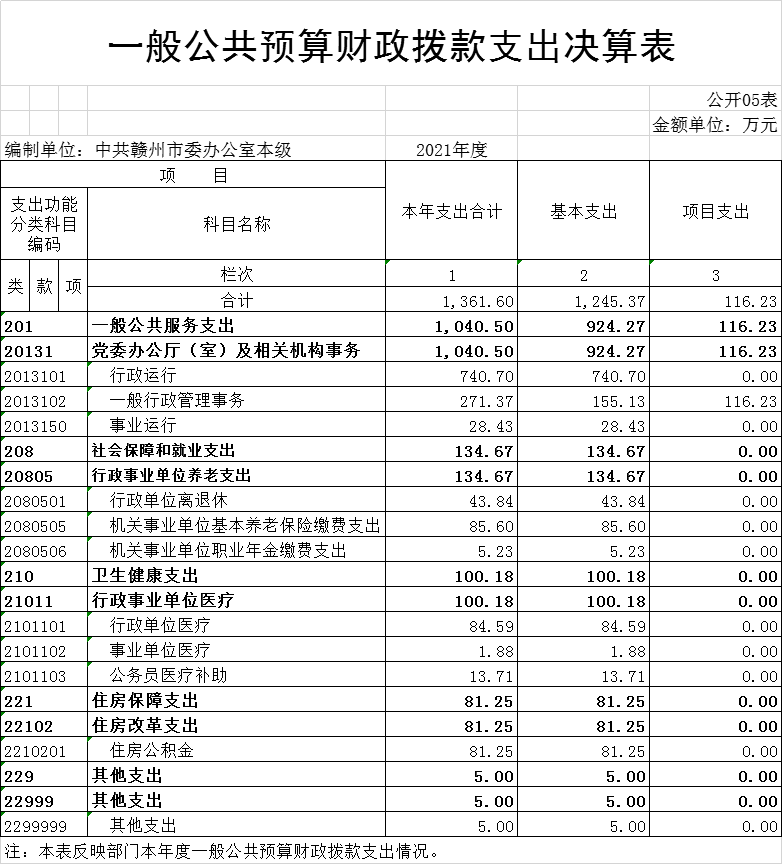 一般公共预算财政拨款支出决算表
公开05表
金额单位：万元
编制单位：中共赣州市委办公室本级 2021年度
项 目 本年支出合计 基本支出 项目支出
支出功能分类科目编码 科目名称
类 款 项 栏次 1 2 3
合计 1,361.60 1,245.37 116.23
201 一般公共服务支出 1,040.50 924.27 116.23
20131 党委办公厅（室）及相关机构事务 1,040.50 924.27 116.23
2013101 行政运行 740.70 740.70 0.00
2013102 一般行政管理事务 271.37 155.13 116.23
2013150 事业运行 28.43 28.43 0.00
208 社会保障和就业支出 134.67 134.67 0.00
20805 行政事业单位养老支出 134.67 134.67 0.00
2080501 行政单位离退休 43.84 43.84 0.00
2080505 机关事业单位基本养老保险缴费支出 85.60 85.60 0.00
2080506 机关事业单位职业年金缴费支出 5.23 5.23 0.00
210 卫生健康支出 100.18 100.18 0.00
21011 行政事业单位医疗 100.18 100.18 0.00
2101101 行政单位医疗 84.59 84.59 0.00
2101102 事业单位医疗 1.88 1.88 0.00
2101103 公务员医疗补助 13.71 13.71 0.00
221 住房保障支出 81.25 81.25 0.00
22102 住房改革支出 81.25 81.25 0.00
2210201 住房公积金 81.25 81.25 0.00
229 其他支出 5.00 5.00 0.00
22999 其他支出 5.00 5.00 0.00
2299999 其他支出 5.00 5.00 0.00
注：本表反映部门本年度一般公共预算财政拨款支出情况。